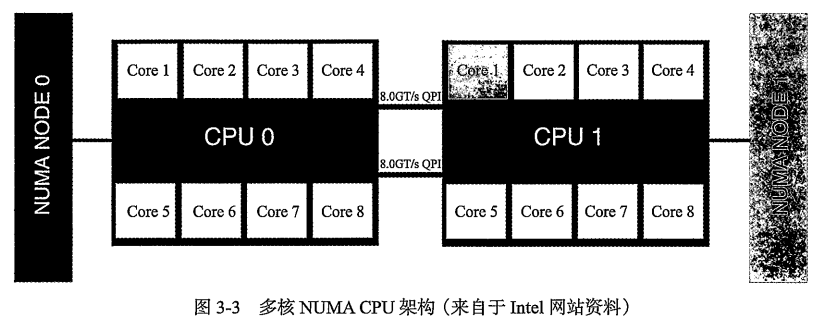 NUMA NODE 0
Core 1 Core 2 Core 3 Core 4
8.0GT/s QPI
CPU 0
8.0GT/s QPI
Core 5 Core 6 Core 7 Core 8
Core 1 Core 2 Core 3 Core 4
CPU 1
Core 5 Core 6 Core 7 Core 8
NUMA NODE 1
图 3-3 多核 NUMA CPU 架构（来自于 Intel 网站资料）